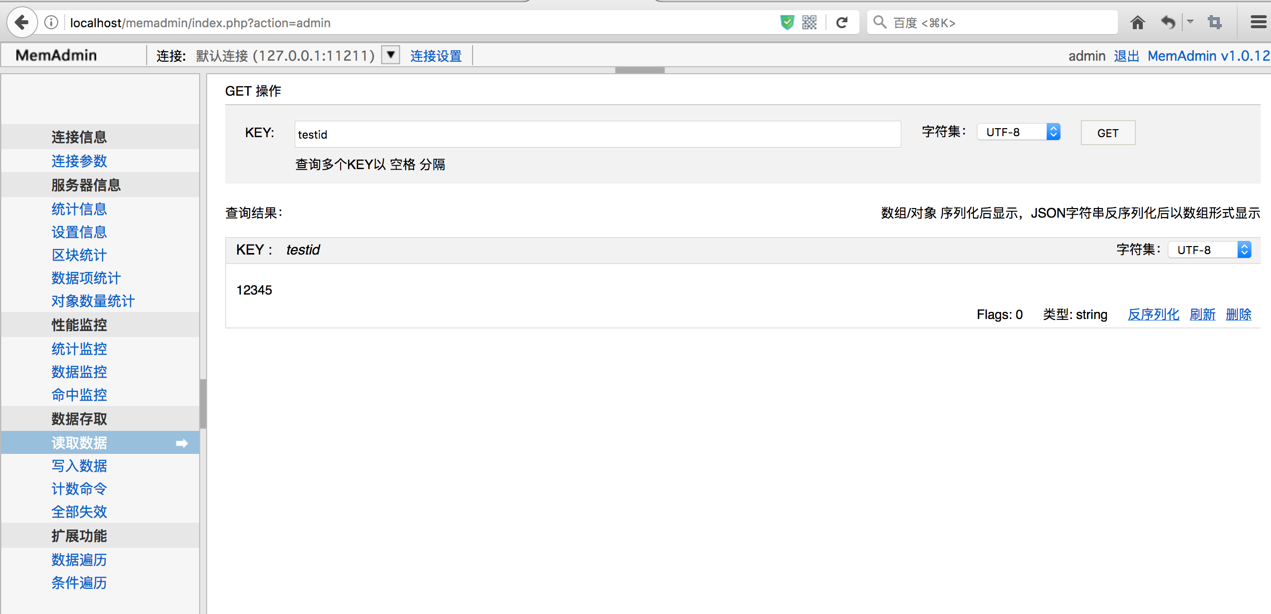 localhost/memadmin/index.php?action=admin
百度 <⌘K>
MemAdmin 连接: 默认连接 (127.0.0.1:11211) ▼ 连接设置 admin 退出 MemAdmin v1.0.12
连接信息
连接参数
服务器信息
统计信息
设置信息
区块统计
数据项统计
对象数量统计
性能监控
统计监控
数据监控
命中监控
数据存取
读取数据
写入数据
计数命令
全部失效
扩展功能
数据遍历
条件遍历
GET 操作
KEY: testid 字符集: UTF-8 GET
查询多个KEY以 空格 分隔
查询结果: 数组/对象 序列化后显示，JSON字符串反序列化后以数组形式显示
KEY : testid 字符集: UTF-8
12345
Flags: 0 类型: string 反序列化 刷新 删除